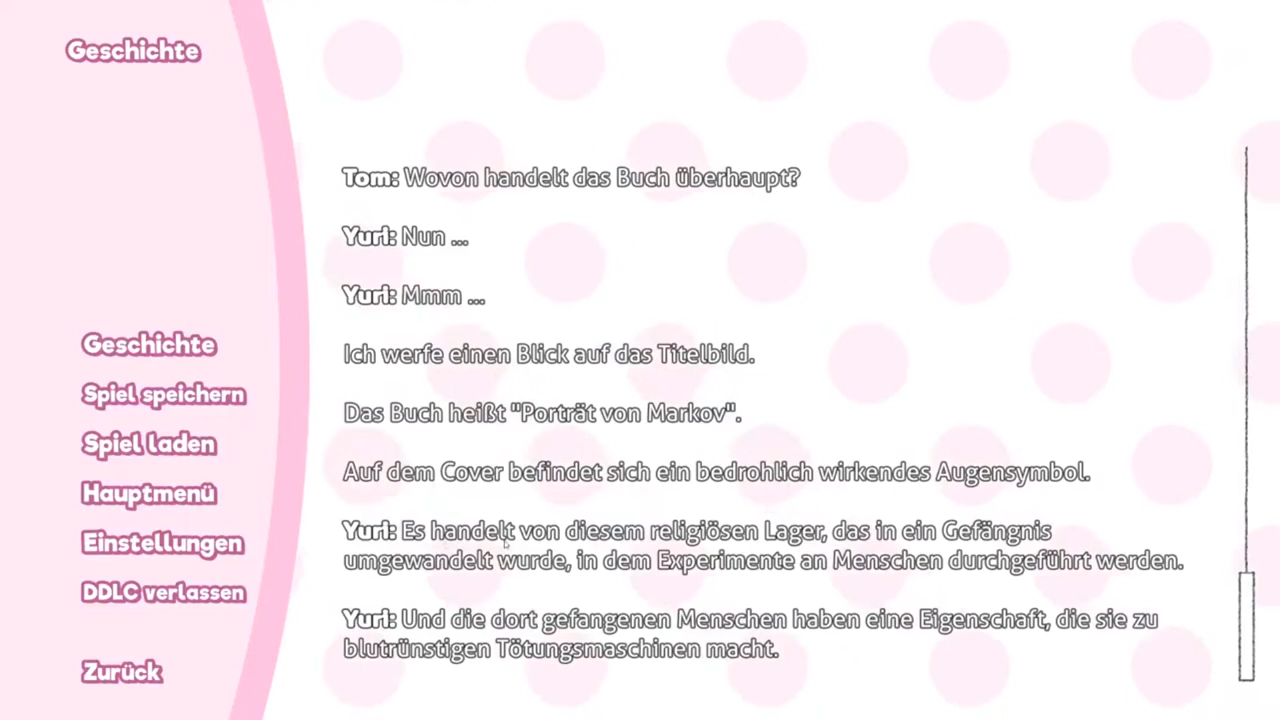 Geschichte
Tom: Wovon handelt das Buch überhaupt?
Yuri: Nun ...
Yuri: Mmm ...
Ich werfe einen Blick auf das Titelbild.
Das Buch heißt "Porträt von Markov".
Auf dem Cover befindet sich ein bedrohlich wirkendes Augensymbol.
Yuri: Es handelt von diesem religiösen Lager, das in ein Gefängnis
umgewandelt wurde, in dem Experimente an Menschen durchgeführt werden.
Yuri: Und die dort gefangenen Menschen haben eine Eigenschaft, die sie zu
blutrünstigen Tötungsmaschinen macht.
Geschichte
Spiel speichern
Spiel laden
Hauptmenü
Einstellungen
DDLC verlassen
Zurück